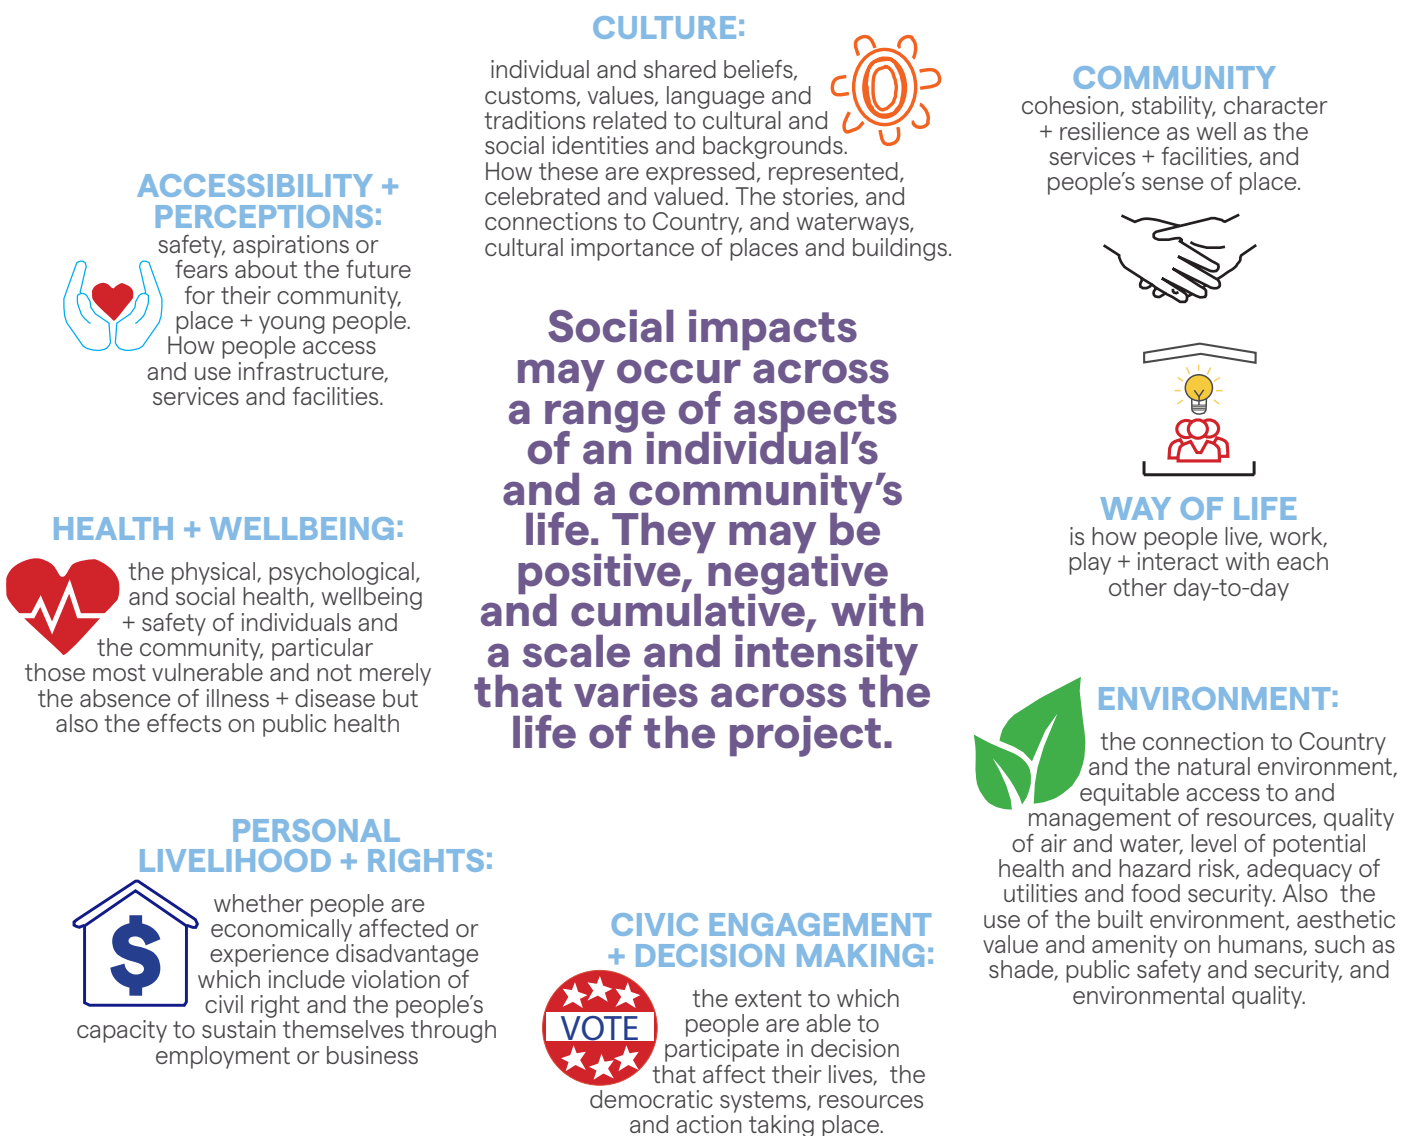 CULTURE:
individual and shared beliefs,
customs, values, language and
traditions related to cultural and
social identities and backgrounds.
How these are expressed, represented,
celebrated and valued. The stories, and
connections to Country, and waterways,
cultural importance of places and buildings.
COMMUNITY
cohesion, stability, character
+ resilience as well as the
services + facilities, and
people's sense of place.
ACCESSIBILITY +
PERCEPTIONS:
safety, aspirations or
fears about the future
for their community,
place + young people.
How people access
and use infrastructure,
services and facilities.
Social impacts
may occur across
a range of aspects
of an individual's
and a community's
life. They may be
positive, negative
and cumulative, with
a scale and intensity
that varies across the
life of the project.
WAY OF LIFE
is how people live, work,
play + interact with each
other day-to-day
HEALTH + WELLBEING:
the physical, psychological,
and social health, wellbeing
+ safety of individuals and
the community, particular
those most vulnerable and not merely
the absence of illness + disease but
also the effects on public health
ENVIRONMENT:
the connection to Country
and the natural environment,
equitable access to and
management of resources, quality
of air and water, level of potential
health and hazard risk, adequacy of
utilities and food security. Also the
use of the built environment, aesthetic
value and amenity on humans, such as
shade, public safety and security, and
environmental quality.
PERSONAL
LIVELIHOOD + RIGHTS:
$
whether people are
economically affected or
experience disadvantage
which include violation of
civil right and the people's
capacity to sustain themselves through
employment or business
CIVIC ENGAGEMENT
+ DECISION MAKING:
VOTE
the extent to which
people are able to
participate in decision
that affect their lives, the
democratic systems, resources
and action taking place.